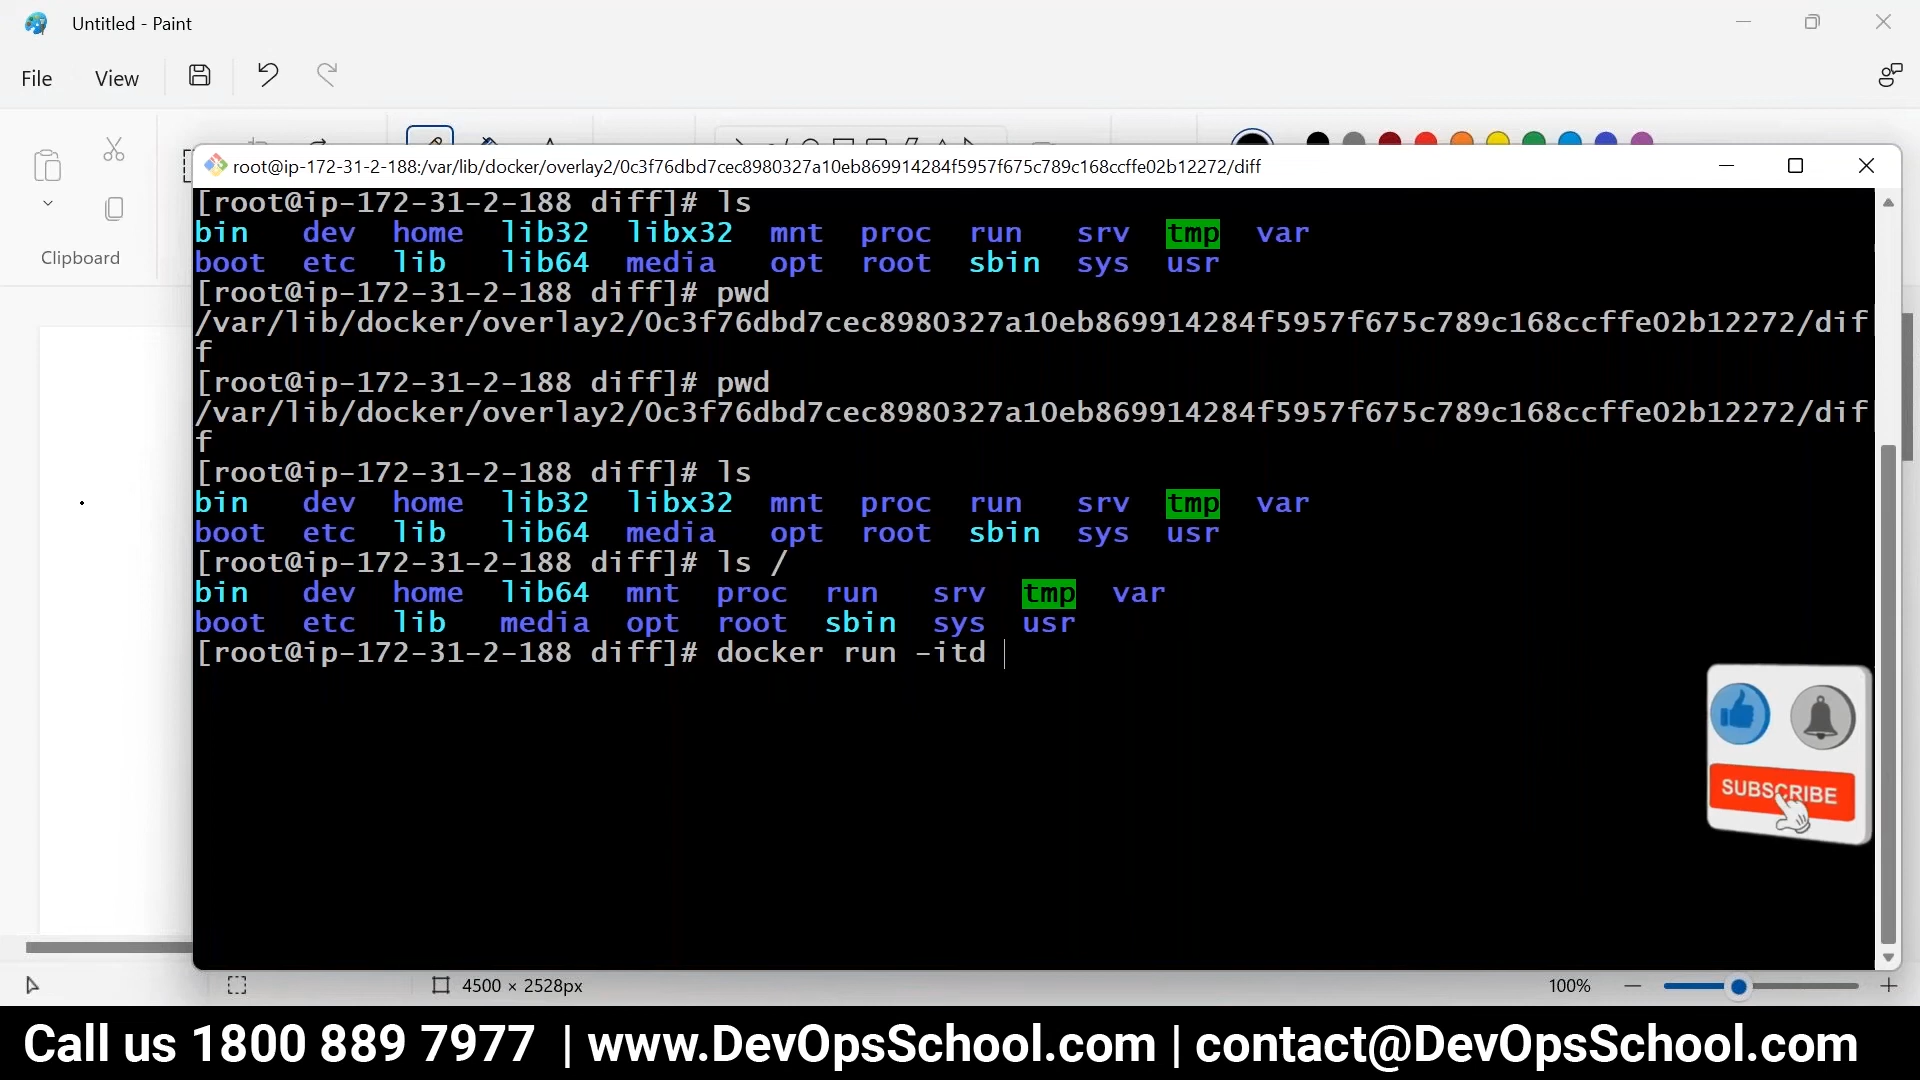 Untitled - Paint
File View
root@ip-172-31-2-188:/var/lib/docker/overlay2/0c3f76dbd7cec8980327a10eb869914284f5957f675c789c168ccffe02b12272/diff
Clipboard
[root@ip-172-31-2-188 diff]# ls
bin dev home lib32 libx32 mnt proc run srv tmp var
boot etc lib lib64 media opt root sbin sys usr
[root@ip-172-31-2-188 diff]# pwd
/var/lib/docker/overlay2/0c3f76dbd7cec8980327a10eb869914284f5957f675c789c168ccffe02b12272/dif
f
[root@ip-172-31-2-188 diff]# pwd
/var/lib/docker/overlay2/0c3f76dbd7cec8980327a10eb869914284f5957f675c789c168ccffe02b12272/dif
f
[root@ip-172-31-2-188 diff]# ls
bin dev home lib32 libx32 mnt proc run srv tmp var
boot etc lib lib64 media opt root sbin sys usr
[root@ip-172-31-2-188 diff]# ls /
bin dev home lib64 mnt proc run srv tmp var
boot etc lib media opt root sbin sys usr
[root@ip-172-31-2-188 diff]# docker run -itd
SUBSCRIBE
4500 × 2528px
100%
Call us 1800 889 7977 | www.DevOpsSchool.com | contact@DevOpsSchool.com